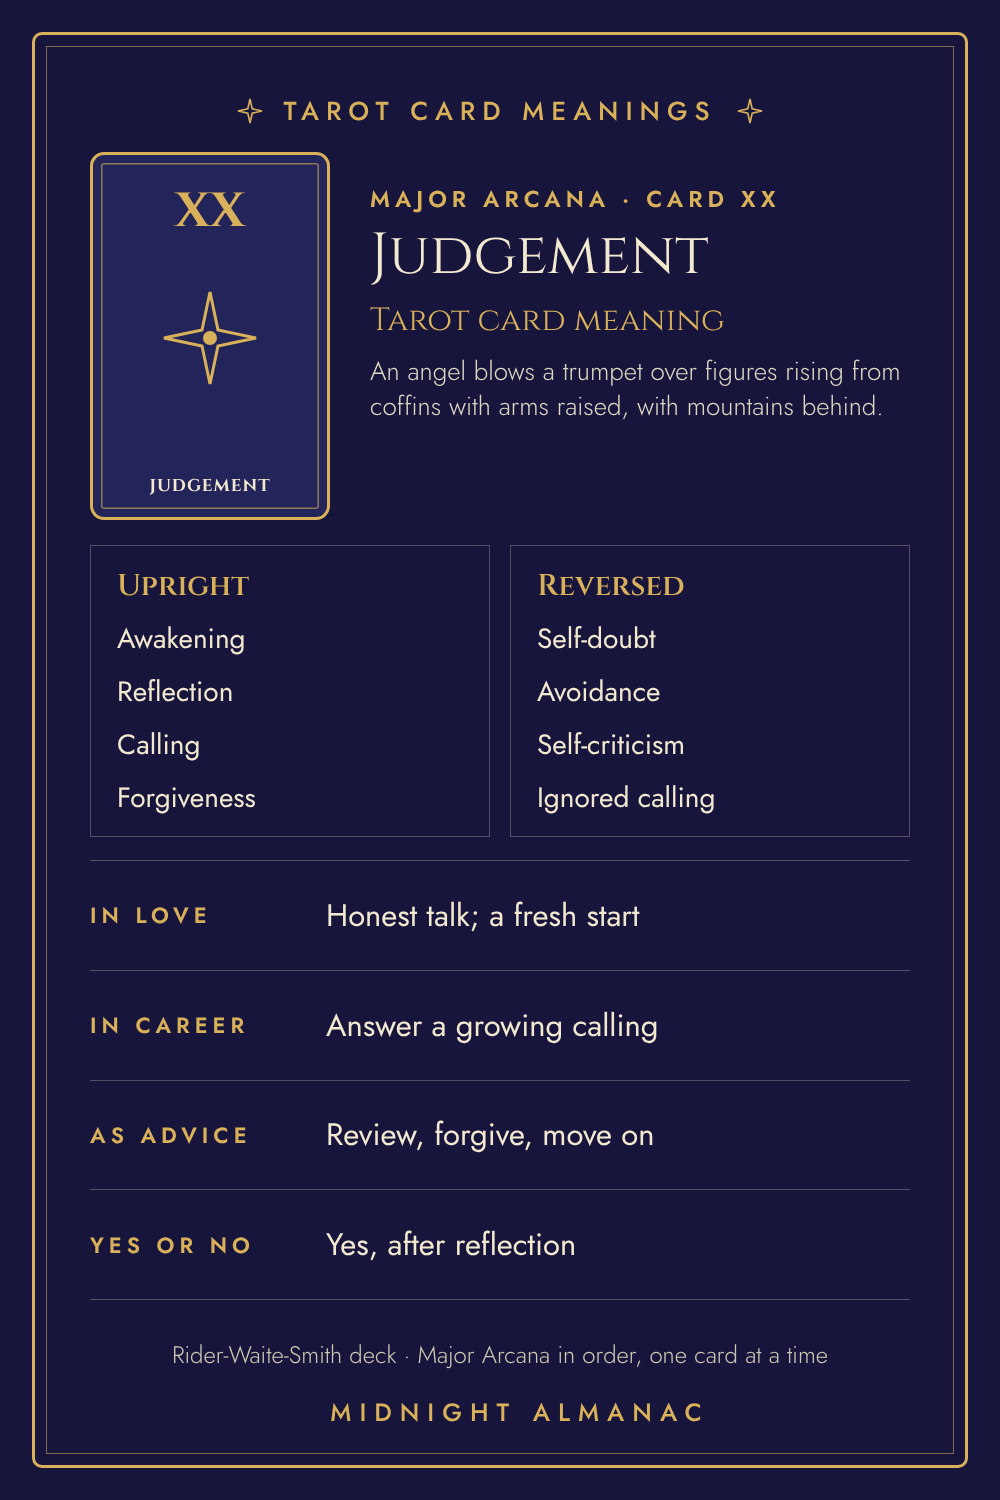 TAROT CARD MEANINGS
XX
JUDGEMENT
MAJOR ARCANA · CARD XX
Judgement
Tarot card meaning
An angel blows a trumpet over figures rising from
coffins with arms raised, with mountains behind.
Upright
Awakening
Reflection
Calling
Forgiveness
Reversed
Self-doubt
Avoidance
Self-criticism
Ignored calling
IN LOVE
Honest talk; a fresh start
IN CAREER
Answer a growing calling
AS ADVICE
Review, forgive, move on
YES OR NO
Yes, after reflection
Rider-Waite-Smith deck · Major Arcana in order, one card at a time
MIDNIGHT ALMANAC